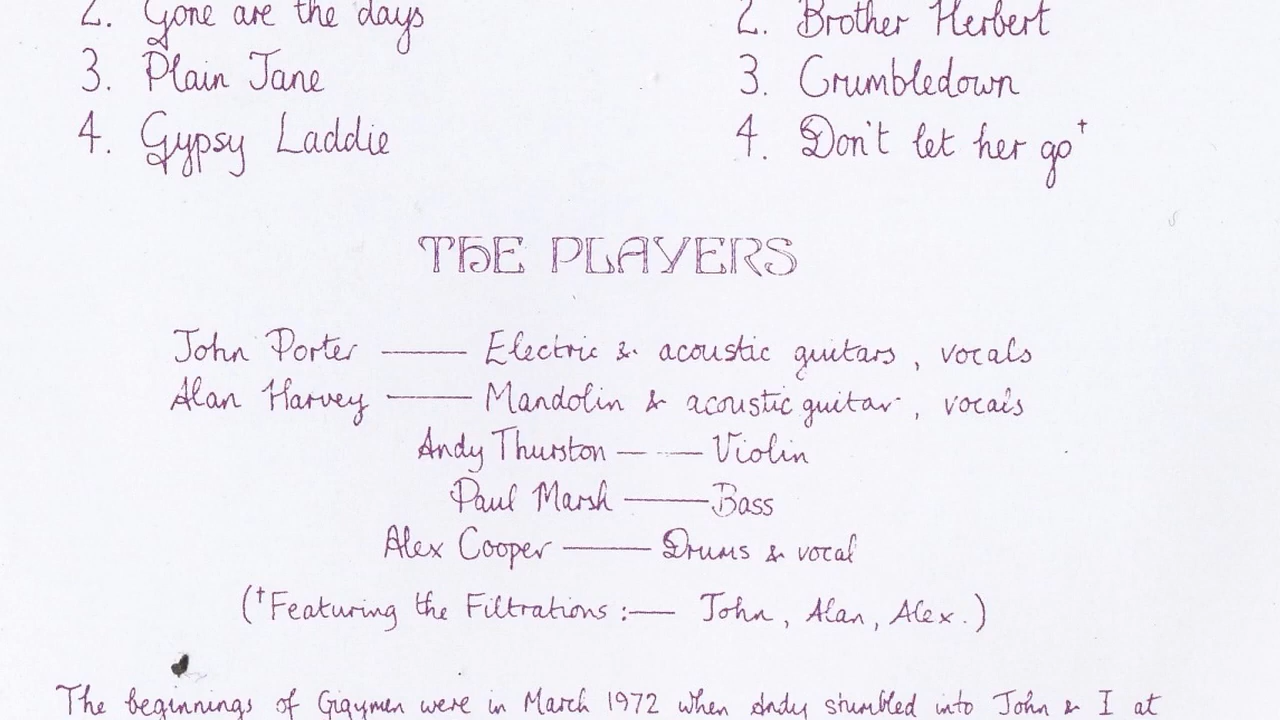 2. Gone are the days
2. Brother Herbert
3. Plain Jane
3. Crumbledown
4. Gypsy Laddie
4. Don't let her go†
THE PLAYERS
John Porter —— Electric & acoustic guitars, vocals
Alan Harvey —— Mandolin & acoustic guitar, vocals
Andy Thurston —— Violin
Paul Marsh —— Bass
Alex Cooper —— Drums & vocal
(†Featuring the Filtrations :— John, Alan, Alex.)
The beginnings of Gigymen were in March 1972 when Andy stumbled into John & I at